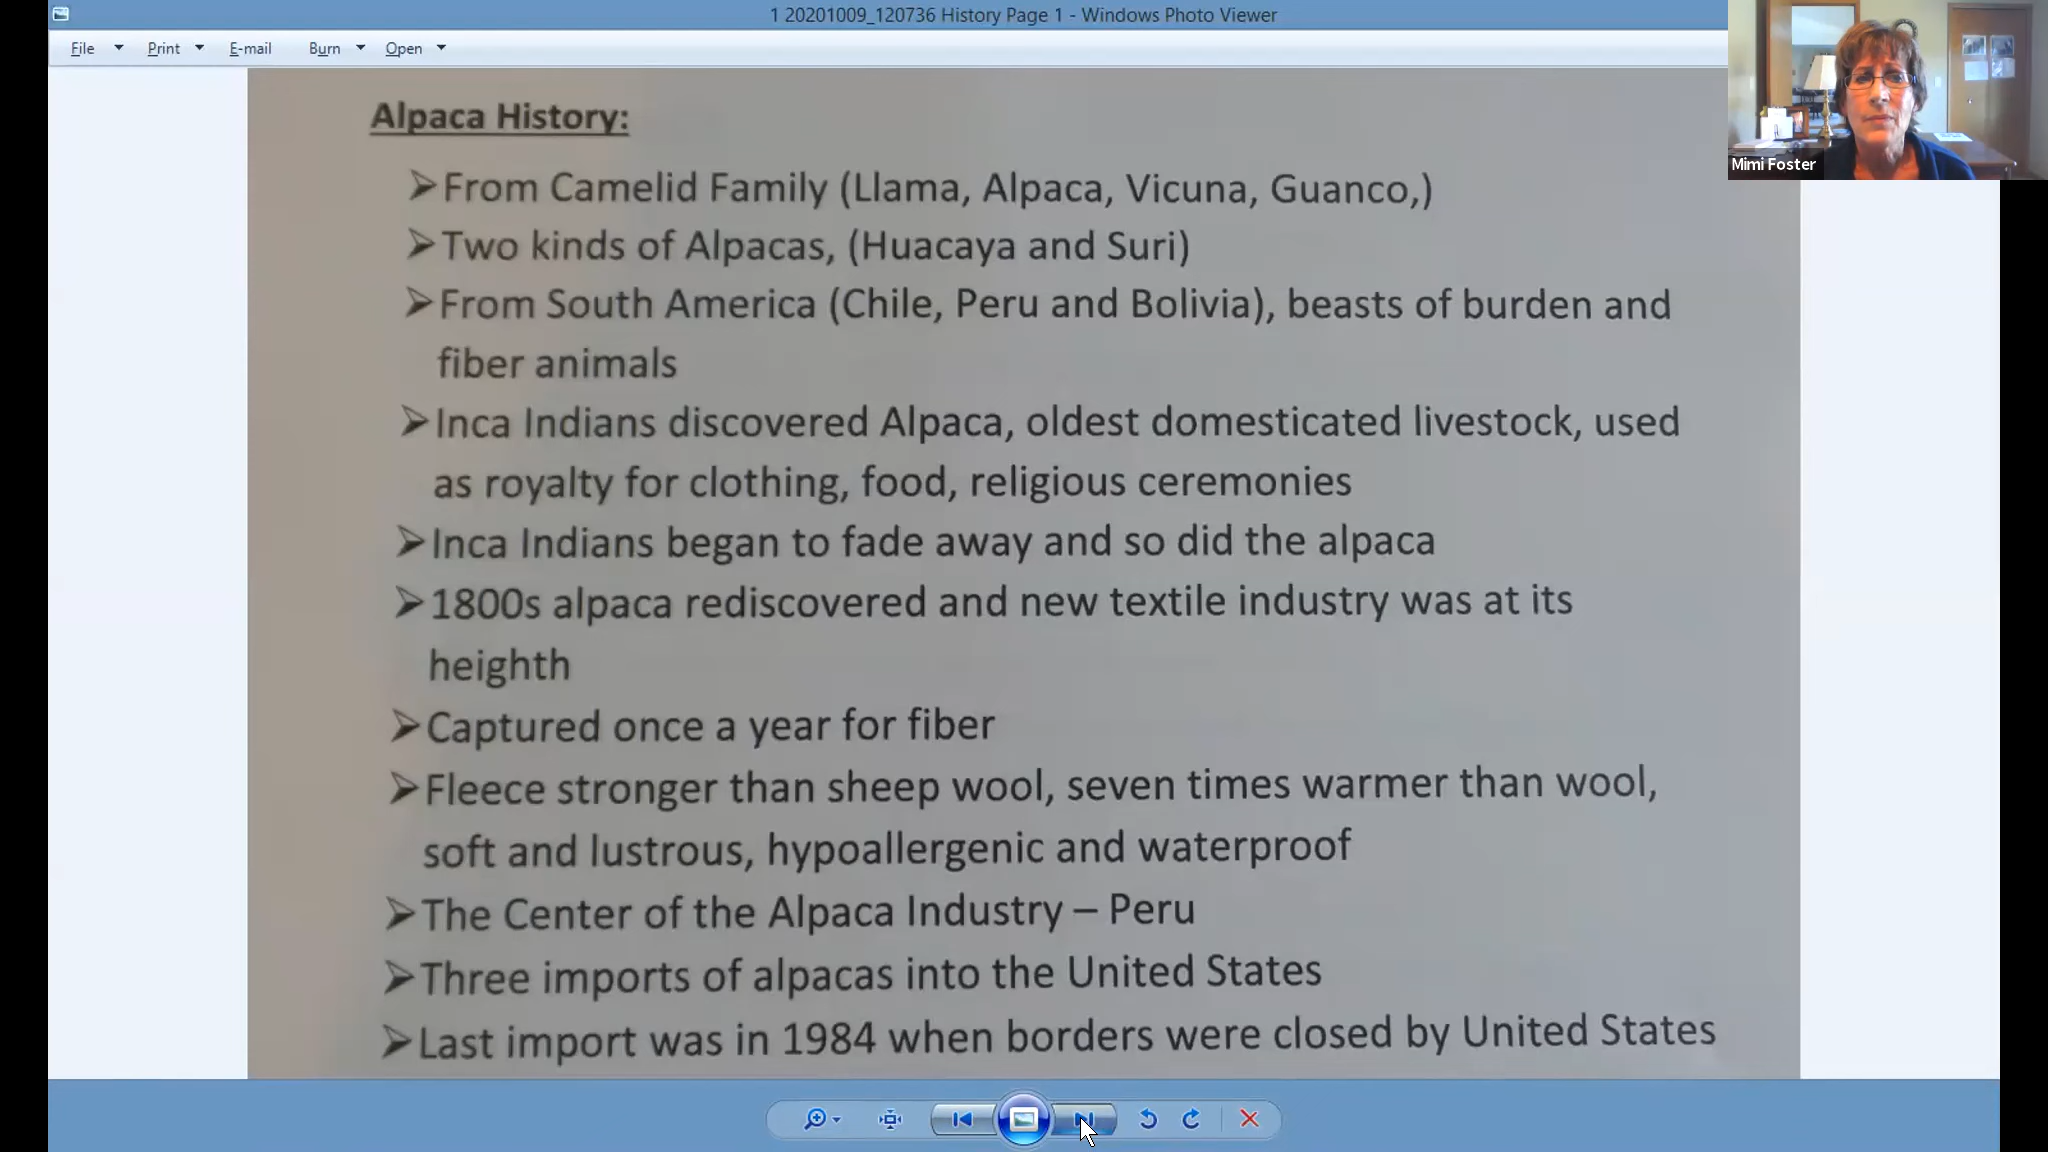 1 20201009_120736 History Page 1 - Windows Photo Viewer
File Print E-mail Burn Open
Mimi Foster
Alpaca History:
➢From Camelid Family (Llama, Alpaca, Vicuna, Guanco,)
➢Two kinds of Alpacas, (Huacaya and Suri)
➢From South America (Chile, Peru and Bolivia), beasts of burden and
fiber animals
➢Inca Indians discovered Alpaca, oldest domesticated livestock, used
as royalty for clothing, food, religious ceremonies
➢Inca Indians began to fade away and so did the alpaca
➢1800s alpaca rediscovered and new textile industry was at its
heighth
➢Captured once a year for fiber
➢Fleece stronger than sheep wool, seven times warmer than wool,
soft and lustrous, hypoallergenic and waterproof
➢The Center of the Alpaca Industry – Peru
➢Three imports of alpacas into the United States
➢Last import was in 1984 when borders were closed by United States